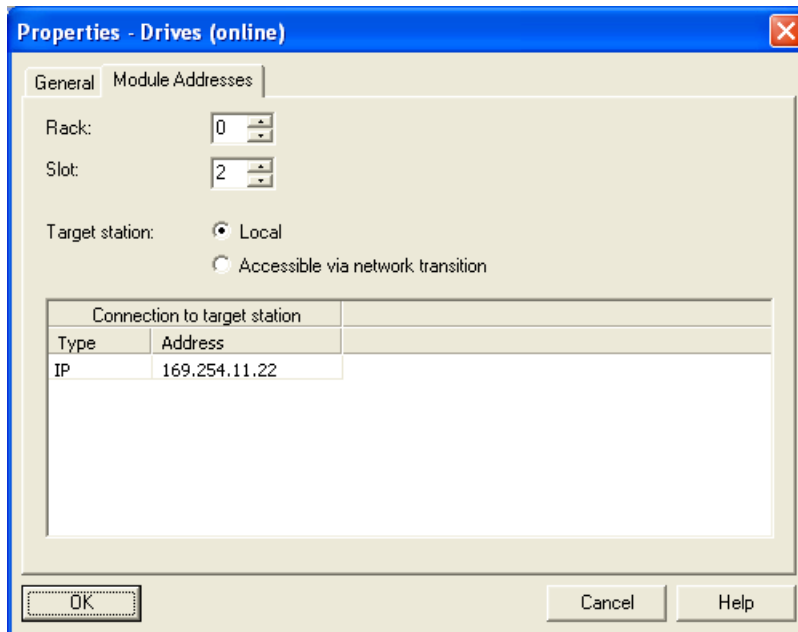 Properties - Drives (online)
General Module Addresses
Rack: 0
Slot: 2
Target station: Local
Accessible via network transition
Connection to target station
Type Address
IP 169.254.11.22
OK Cancel Help